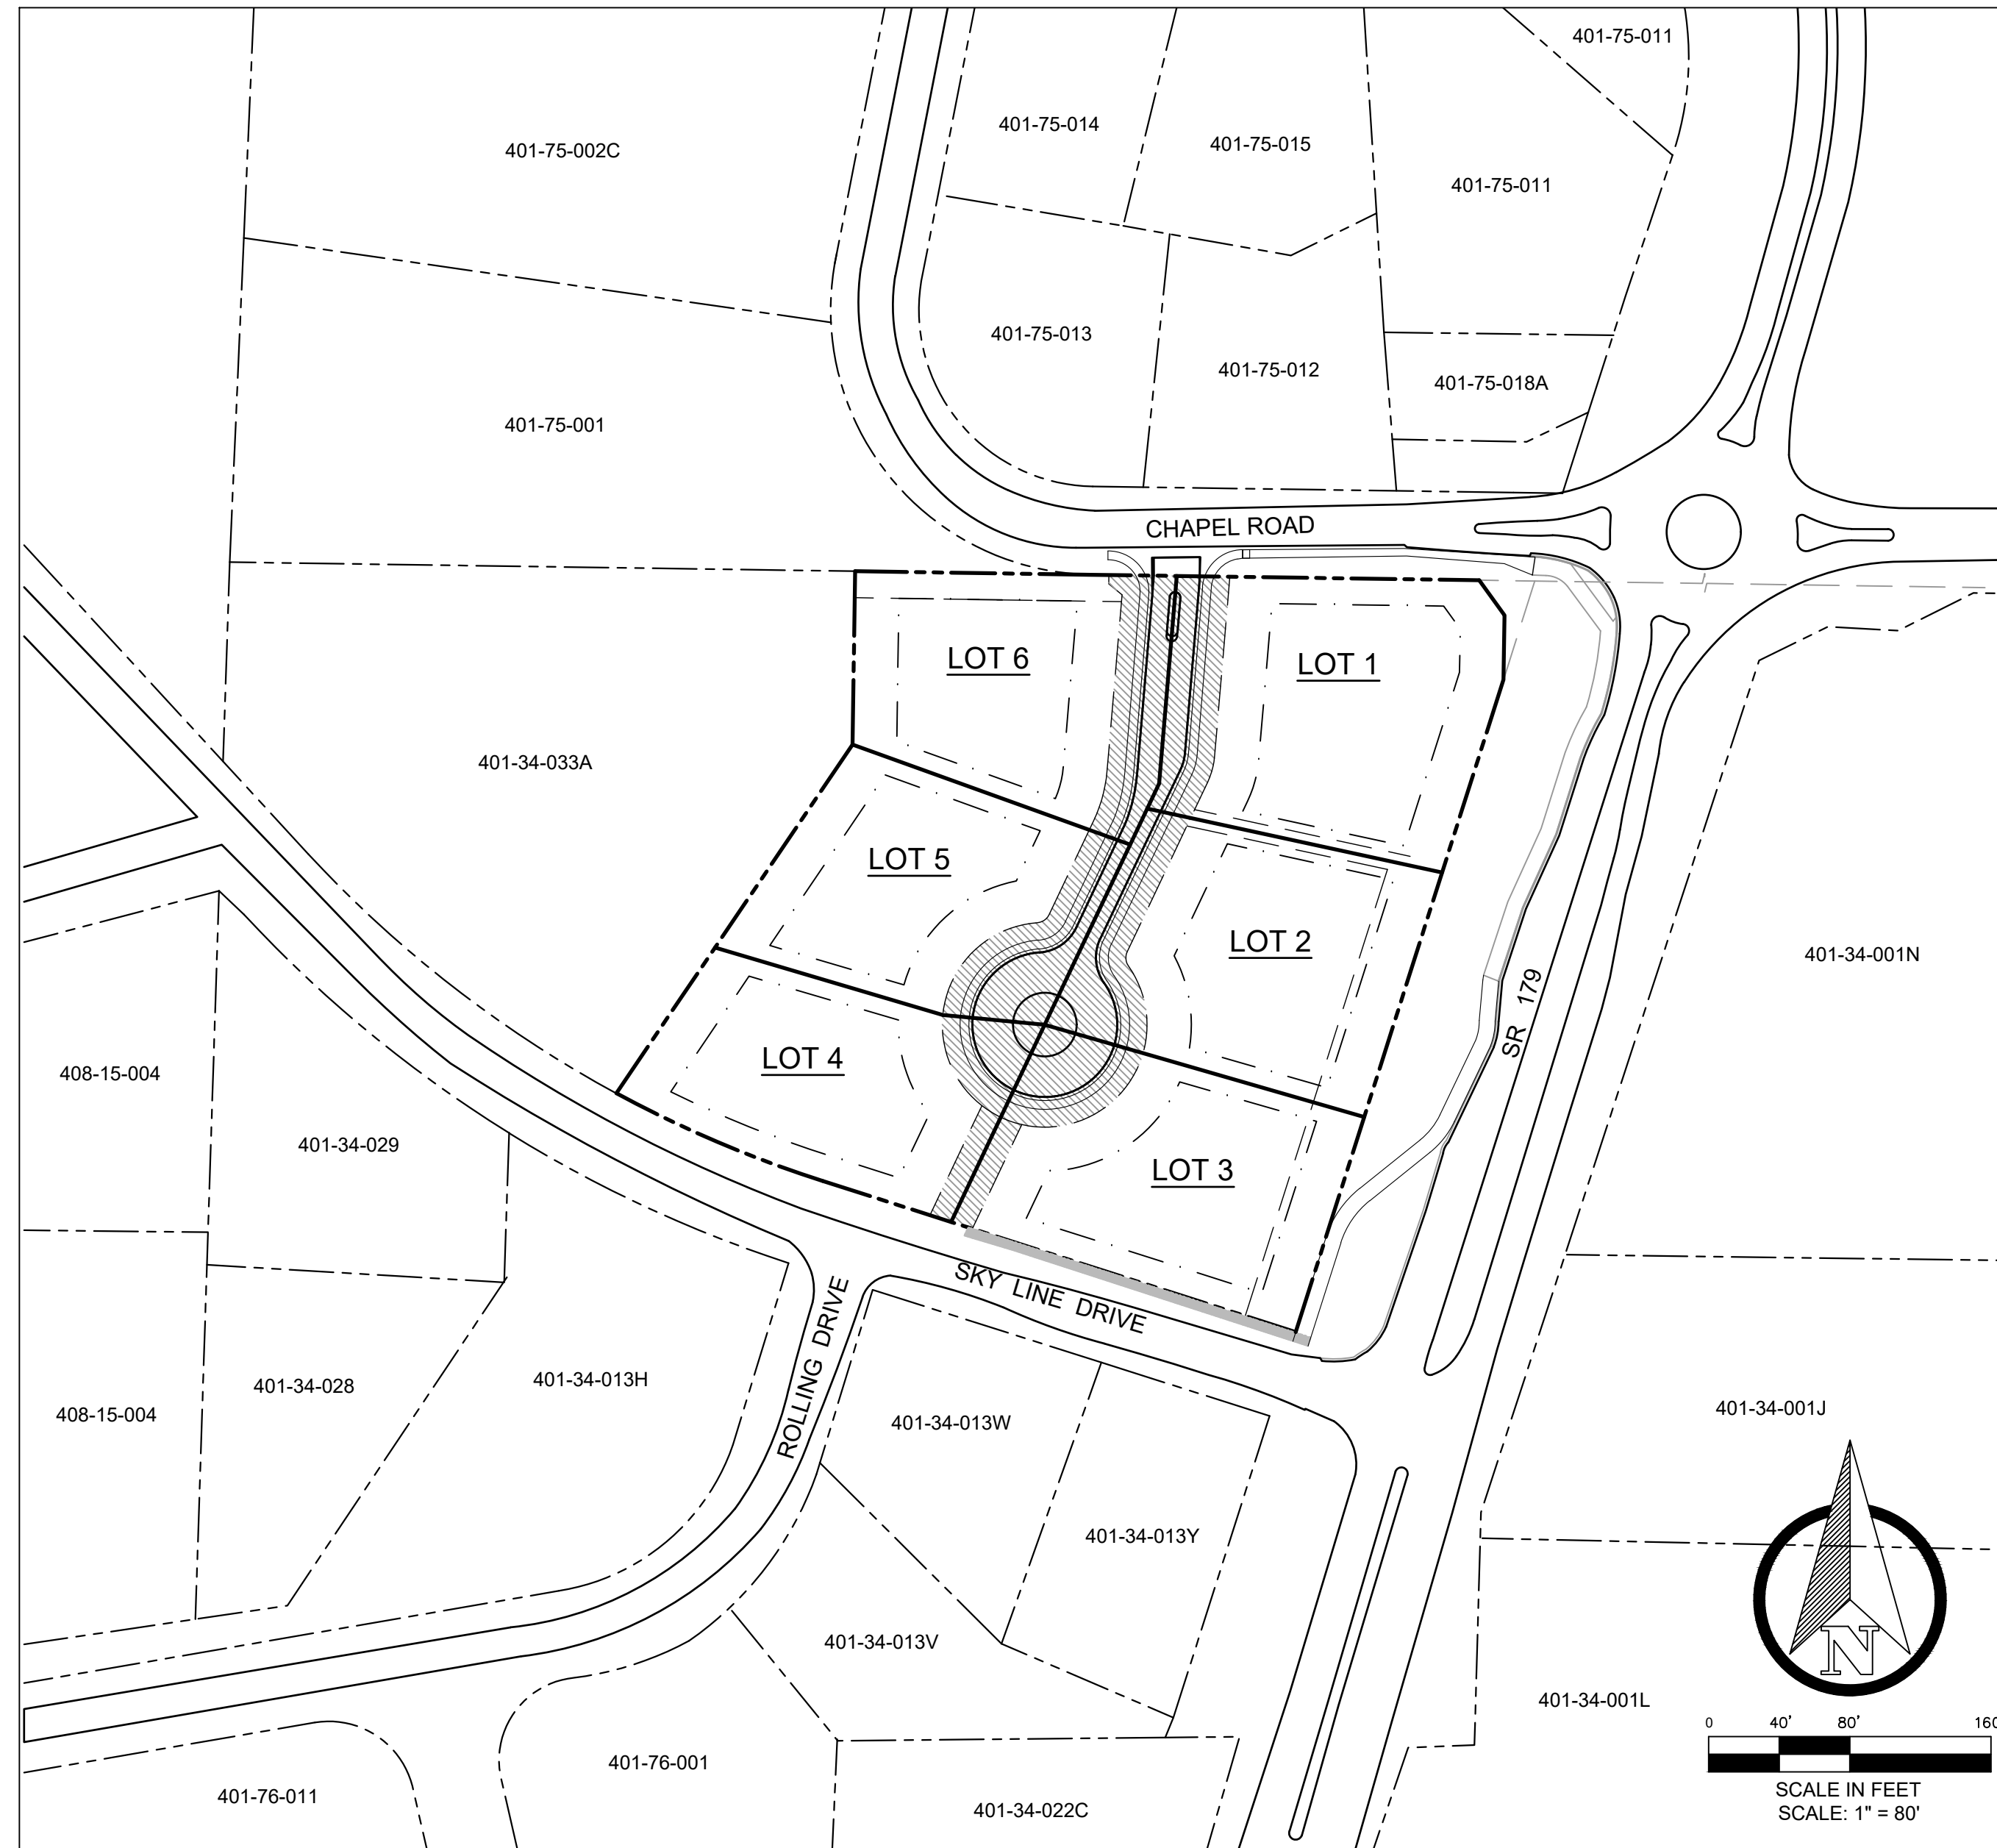 401-75-011
401-75-014
401-75-015
401-75-002C
401-75-011
401-75-013
401-75-012
401-75-018A
401-75-001
CHAPEL ROAD
LOT 6
LOT 1
401-34-033A
LOT 5
LOT 2
401-34-001N
SR 179
LOT 4
408-15-004
401-34-029
LOT 3
SKY LINE DRIVE
ROLLING DRIVE
401-34-028
401-34-013H
408-15-004
401-34-013W
401-34-001J
401-34-013Y
401-34-013V
N
401-34-001L
0 40' 80' 160
401-76-001
401-76-011
401-34-022C
SCALE IN FEET
SCALE: 1" = 80'